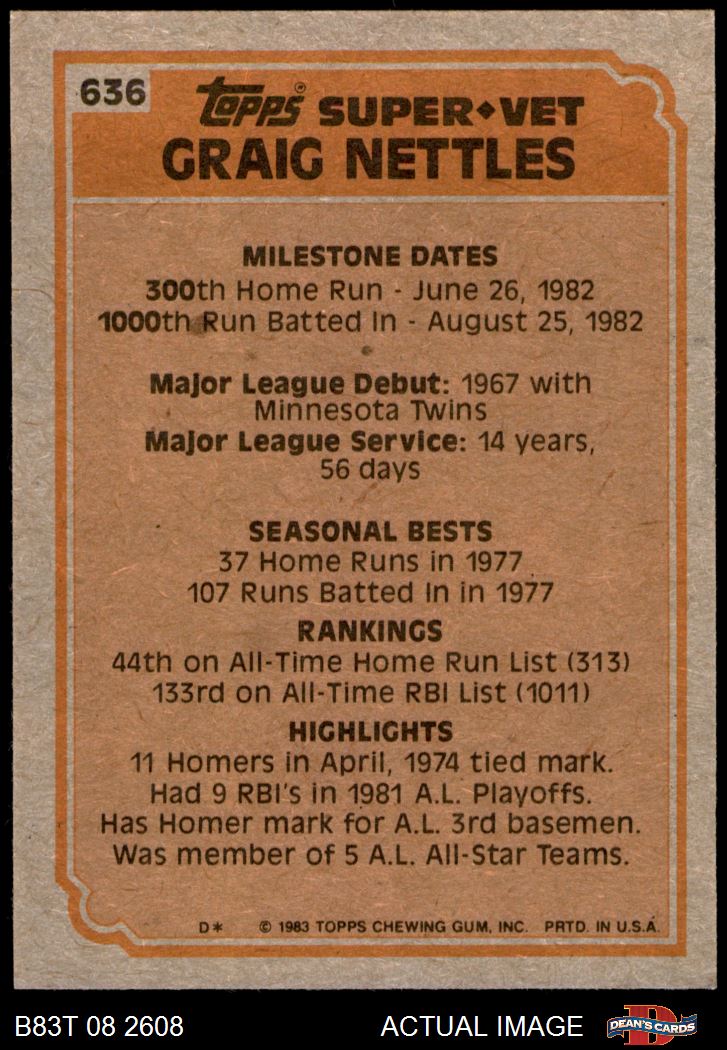 636
Topps® SUPER◆VET
GRAIG NETTLES
MILESTONE DATES
300th Home Run - June 26, 1982
1000th Run Batted In - August 25, 1982
Major League Debut: 1967 with
Minnesota Twins
Major League Service: 14 years,
56 days
SEASONAL BESTS
37 Home Runs in 1977
107 Runs Batted In in 1977
RANKINGS
44th on All-Time Home Run List (313)
133rd on All-Time RBI List (1011)
HIGHLIGHTS
11 Homers in April, 1974 tied mark.
Had 9 RBI's in 1981 A.L. Playoffs.
Has Homer mark for A.L. 3rd basemen.
Was member of 5 A.L. All-Star Teams.
D* © 1983 TOPPS CHEWING GUM, INC. PRTD. IN U.S.A.
B83T 08 2608 ACTUAL IMAGE D DEAN'S CARDS